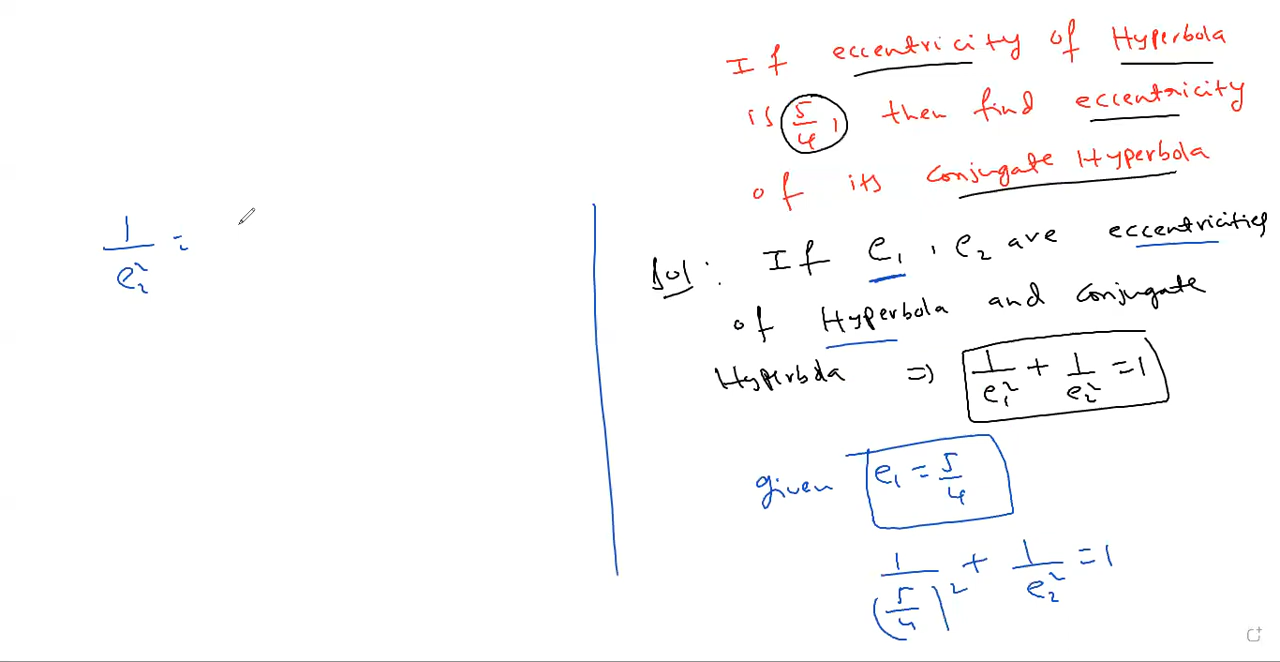 If eccentricity of Hyperbola
is 5/4, then find eccentricity
of its conjugate Hyperbola
Sol: If e₁, e₂ are eccentricities
of Hyperbola and conjugate
Hyperbola ⇒ 1/e₁² + 1/e₂² = 1
given e₁ = 5/4
1/(5/4)² + 1/e₂² = 1
1/e₂² =